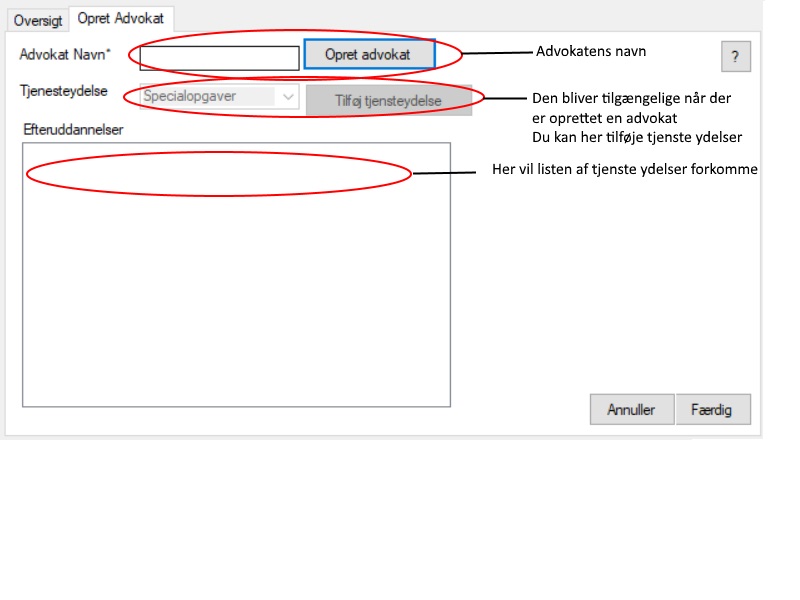 Oversigt
Opret Advokat
Advokat Navn*
Opret advokat
Advokatens navn
?
Tjenesteydelse
Specialopgaver
Tilføj tjensteydelse
Den bliver tilgængelige når der
er oprettet en advokat
Du kan her tilføje tjenste ydelser
Efteruddannelser
Her vil listen af tjenste ydelser forkomme
Annuller
Færdig